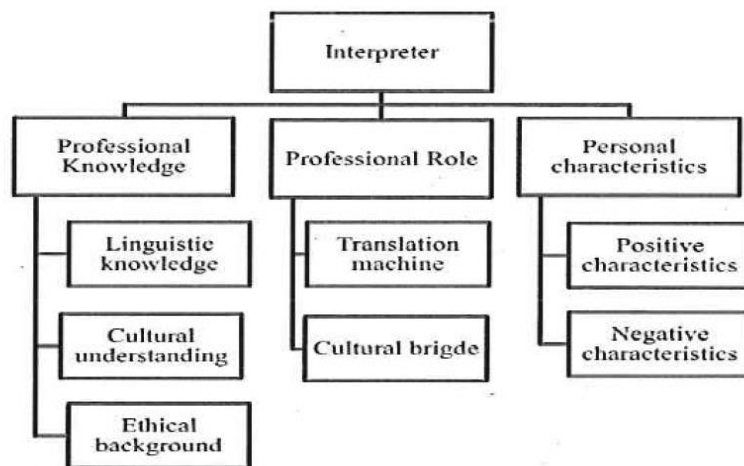 Interpreter
Professional
Knowledge
Professional Role
Personal
characteristics
Linguistic
knowledge
Translation
machine
Positive
characteristics
Cultural
understanding
Cultural brigde
Negative
characteristics
Ethical
background